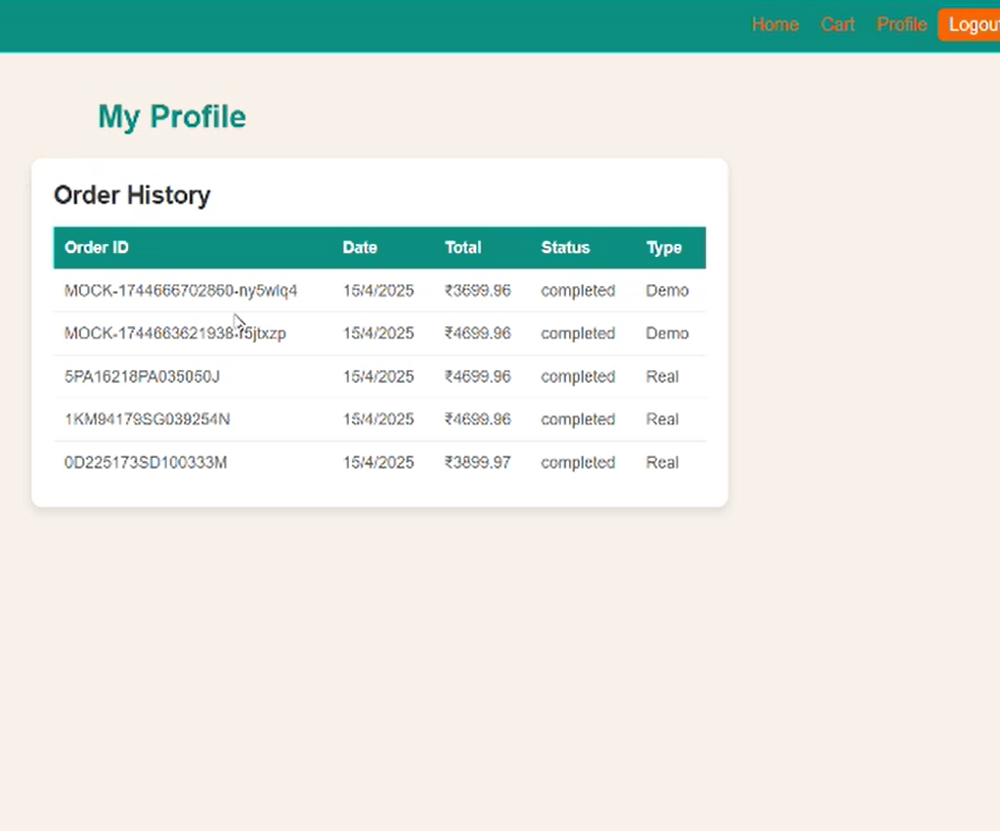 Home Cart Profile Logout
My Profile
Order History
Order ID Date Total Status Type
MOCK-1744666702860-ny5wlq4 15/4/2025 ₹3699.96 completed Demo
MOCK-1744663621938-f5jtxzp 15/4/2025 ₹4699.96 completed Demo
5PA16218PA035050J 15/4/2025 ₹4699.96 completed Real
1KM94179SG039254N 15/4/2025 ₹4699.96 completed Real
0D225173SD100333M 15/4/2025 ₹3899.97 completed Real